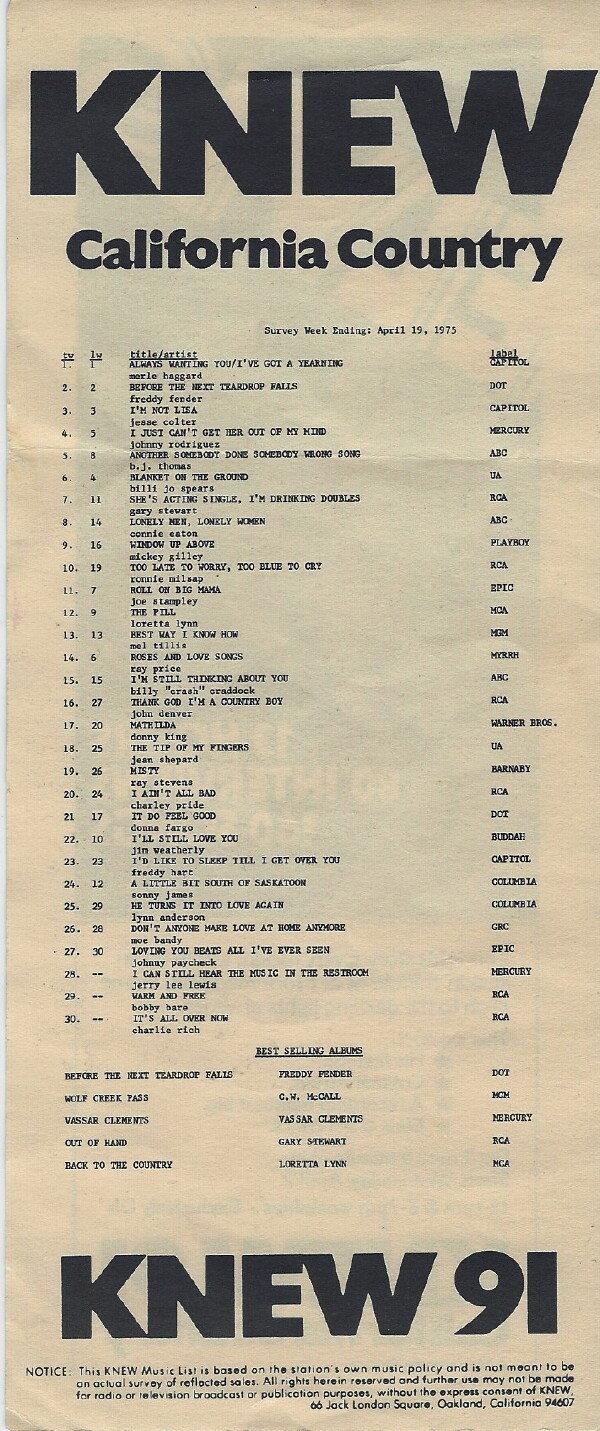 KNEW
California Country
Survey Week Ending: April 19, 1975
tw lw title/artist label
1. 1 ALWAYS WANTING YOU/I'VE GOT A YEARNING CAPITOL
merle haggard
2. 2 BEFORE THE NEXT TEARDROP FALLS DOT
freddy fender
3. 3 I'M NOT LISA CAPITOL
jesse colter
4. 5 I JUST CAN'T GET HER OUT OF MY MIND MERCURY
johnny rodriguez
5. 8 ANOTHER SOMEBODY DONE SOMEBODY WRONG SONG ABC
b.j. thomas
6. 4 BLANKET ON THE GROUND UA
billi jo spears
7. 11 SHE'S ACTING SINGLE, I'M DRINKING DOUBLES RCA
gary stewart
8. 14 LONELY MEN, LONELY WOMEN ABC
connie eaton
9. 16 WINDOW UP ABOVE PLAYBOY
mickey gilley
10. 19 TOO LATE TO WORRY, TOO BLUE TO CRY RCA
ronnie milsap
11. 7 ROLL ON BIG MAMA EPIC
joe stampley
12. 9 THE PILL MCA
loretta lynn
13. 13 BEST WAY I KNOW HOW MGM
mel tillis
14. 6 ROSES AND LOVE SONGS MYRRH
ray price
15. 15 I'M STILL THINKING ABOUT YOU ABC
billy "crash" craddock
16. 27 THANK GOD I'M A COUNTRY BOY RCA
john denver
17. 20 MATHILDA WARNER BROS.
donny king
18. 25 THE TIP OF MY FINGERS UA
jean shepard
19. 26 MISTY BARNABY
ray stevens
20. 24 I AIN'T ALL BAD RCA
charley pride
21 17 IT DO FEEL GOOD DOT
donna fargo
22. 10 I'LL STILL LOVE YOU BUDDAH
jim weatherly
23. 23 I'D LIKE TO SLEEP TILL I GET OVER YOU CAPITOL
freddy hart
24. 12 A LITTLE BIT SOUTH OF SASKATOON COLUMBIA
sonny james
25. 29 HE TURNS IT INTO LOVE AGAIN COLUMBIA
lynn anderson
26. 28 DON'T ANYONE MAKE LOVE AT HOME ANYMORE GRC
moe bandy
27. 30 LOVING YOU BEATS ALL I'VE EVER SEEN EPIC
johnny paycheck
28. -- I CAN STILL HEAR THE MUSIC IN THE RESTROOM MERCURY
jerry lee lewis
29. -- WARM AND FREE RCA
bobby bare
30. -- IT'S ALL OVER NOW RCA
charlie rich
BEST SELLING ALBUMS
BEFORE THE NEXT TEARDROP FALLS FREDDY FENDER DOT
WOLF CREEK PASS C.W. McCALL MGM
VASSAR CLEMENTS VASSAR CLEMENTS MERCURY
OUT OF HAND GARY STEWART RCA
BACK TO THE COUNTRY LORETTA LYNN MCA
KNEW 91
NOTICE: This KNEW Music List is based on the station's own music policy and is not meant to be
an actual survey of reflected sales. All rights herein reserved and further use may not be made
for radio or television broadcast or publication purposes, without the express consent of KNEW,
66 Jack London Square, Oakland, California 94607